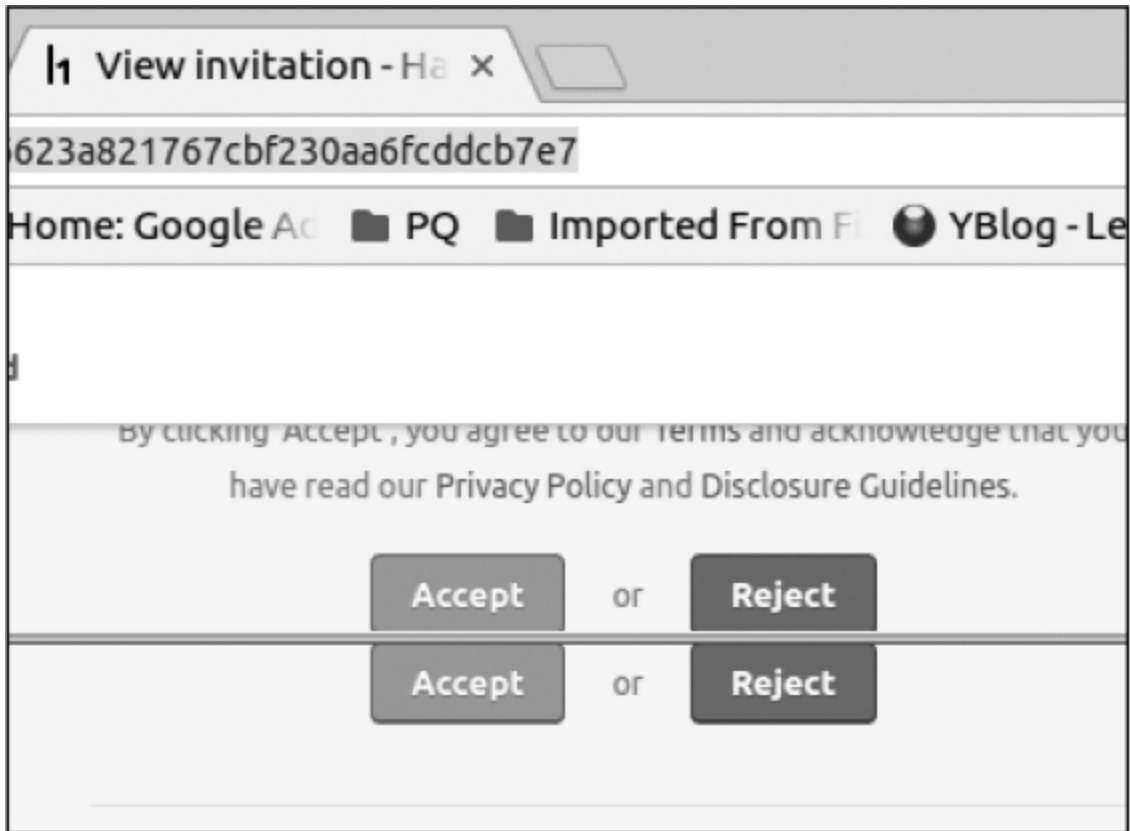 h1 View invitation - Ha ×
623a821767cbf230aa6fcddcb7e7
Home: Google Ad PQ Imported From Fi YBlog - Le
d
By clicking 'Accept', you agree to our Terms and acknowledge that you
have read our Privacy Policy and Disclosure Guidelines.
Accept or Reject
Accept or Reject